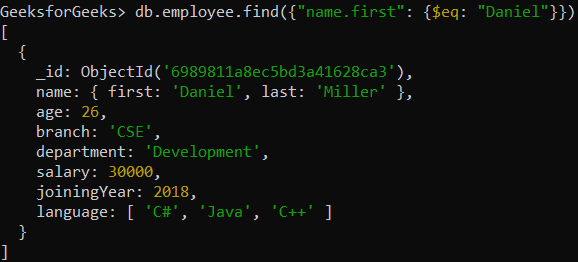 GeeksforGeeks> db.employee.find({"name.first": {$eq: "Daniel"}})
[
  {
    _id: ObjectId('6989811a8ec5bd3a41628ca3'),
    name: { first: 'Daniel', last: 'Miller' },
    age: 26,
    branch: 'CSE',
    department: 'Development',
    salary: 30000,
    joiningYear: 2018,
    language: [ 'C#', 'Java', 'C++' ]
  }
]